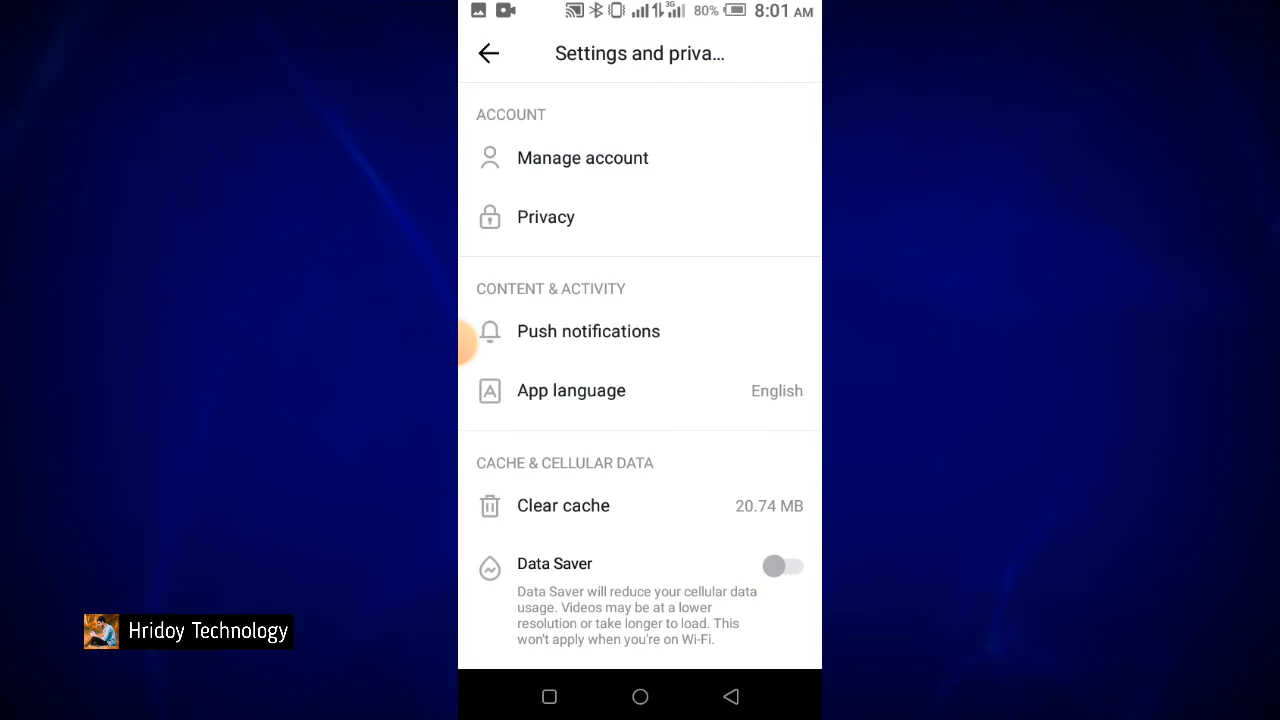 3G 80% 8:01 AM
Settings and priva...
ACCOUNT
Manage account
Privacy
CONTENT & ACTIVITY
Push notifications
App language English
CACHE & CELLULAR DATA
Clear cache 20.74 MB
Data Saver
Data Saver will reduce your cellular data
usage. Videos may be at a lower
resolution or take longer to load. This
won't apply when you're on Wi-Fi.
Hridoy Technology